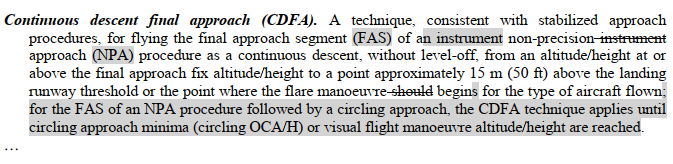 Continuous descent final approach (CDFA). A technique, consistent with stabilized approach
procedures, for flying the final approach segment (FAS) of an instrument non-precision instrument
approach (NPA) procedure as a continuous descent, without level-off, from an altitude/height at or
above the final approach fix altitude/height to a point approximately 15 m (50 ft) above the landing
runway threshold or the point where the flare manoeuvre should begins for the type of aircraft flown;
for the FAS of an NPA procedure followed by a circling approach, the CDFA technique applies until
circling approach minima (circling OCA/H) or visual flight manoeuvre altitude/height are reached.
…